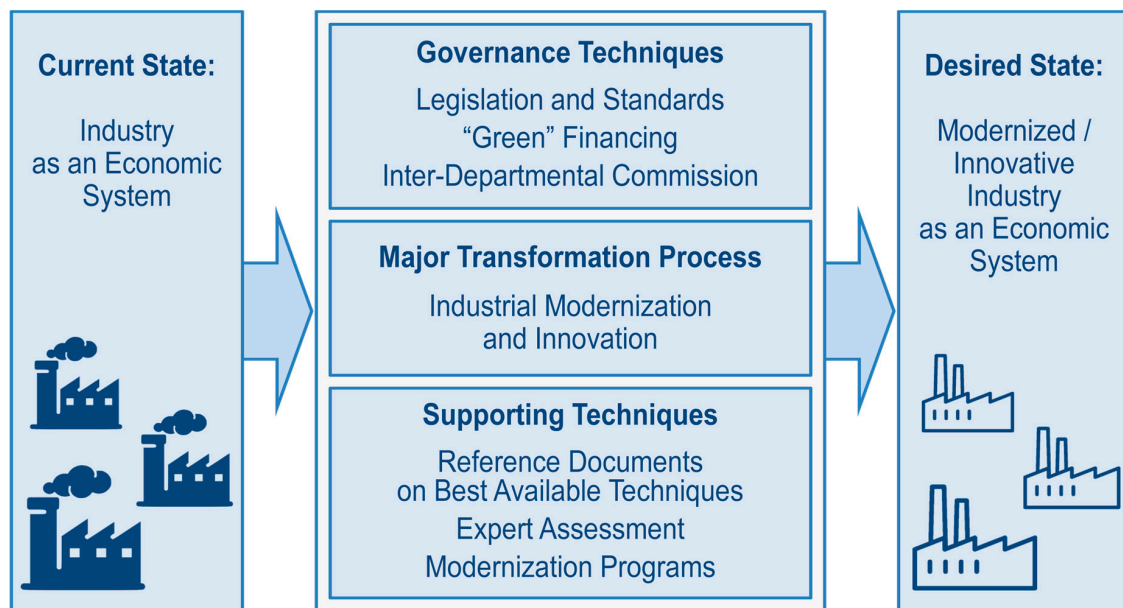 Current State:
Industry
as an Economic
System
Governance Techniques
Legislation and Standards
“Green” Financing
Inter-Departmental Commission
Major Transformation Process
Industrial Modernization
and Innovation
Supporting Techniques
Reference Documents
on Best Available Techniques
Expert Assessment
Modernization Programs
Desired State:
Modernized /
Innovative
Industry
as an Economic
System